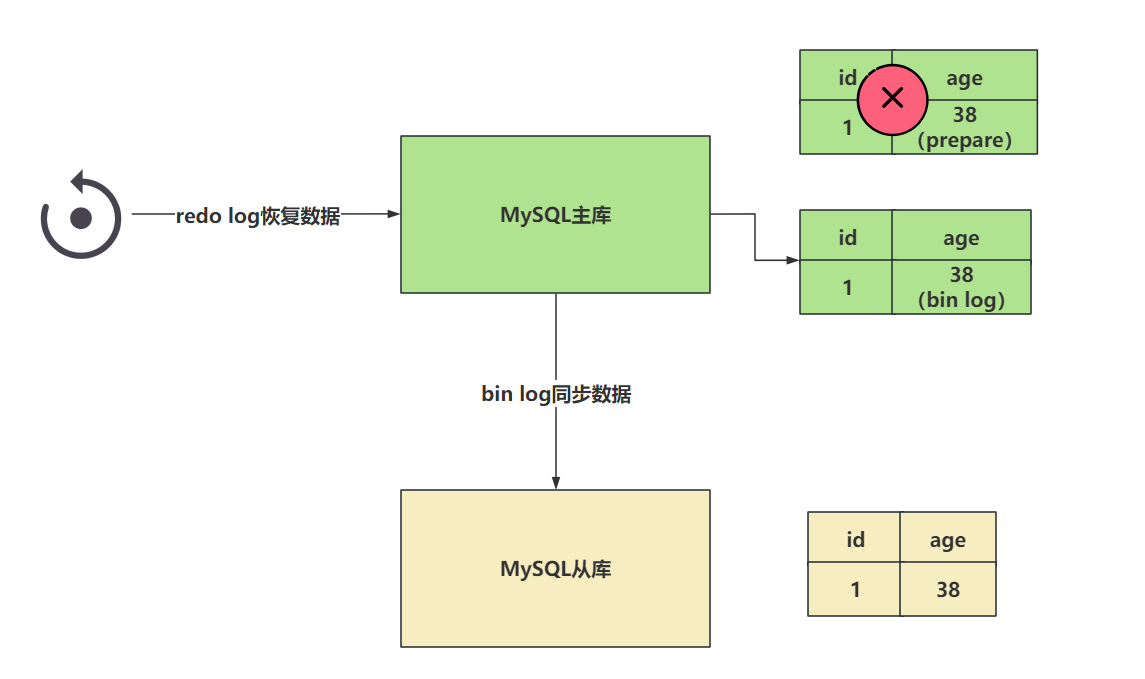 id
age
1
38
（prepare）
redo log恢复数据
MySQL主库
id
age
1
38
（bin log）
bin log同步数据
MySQL从库
id
age
1
38